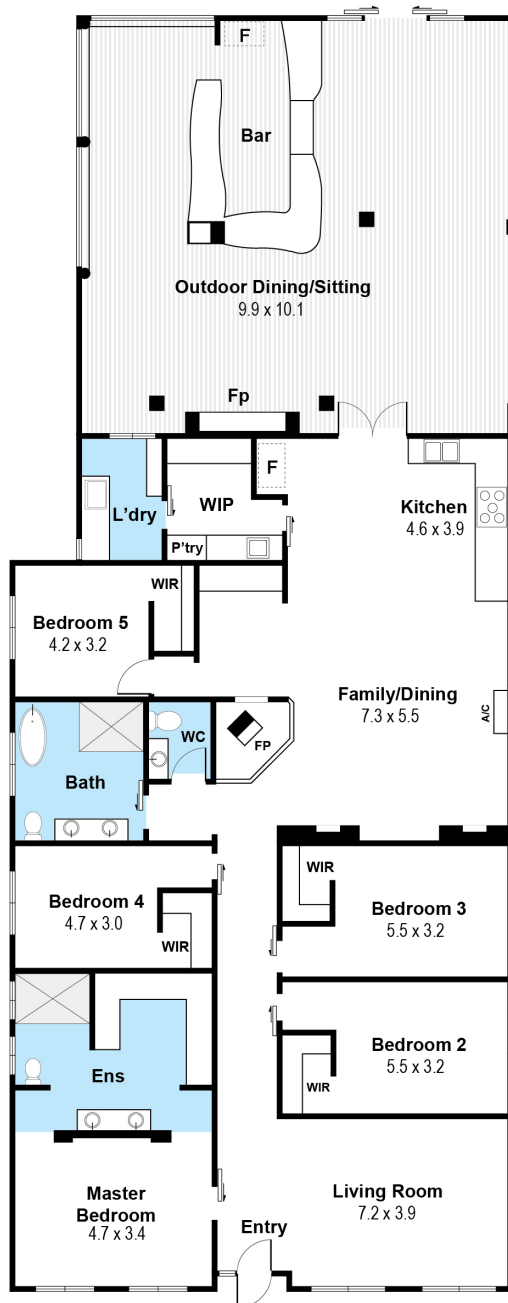 F
Bar
Outdoor Dining/Sitting
9.9 x 10.1
Fp
F
L'dry
WIP
Kitchen
4.6 x 3.9
P'try
WIR
Bedroom 5
4.2 x 3.2
Family/Dining
7.3 x 5.5
A/C
WC
FP
Bath
WIR
Bedroom 4
4.7 x 3.0
Bedroom 3
5.5 x 3.2
WIR
Bedroom 2
5.5 x 3.2
Ens
WIR
Master
Bedroom
4.7 x 3.4
Living Room
7.2 x 3.9
Entry